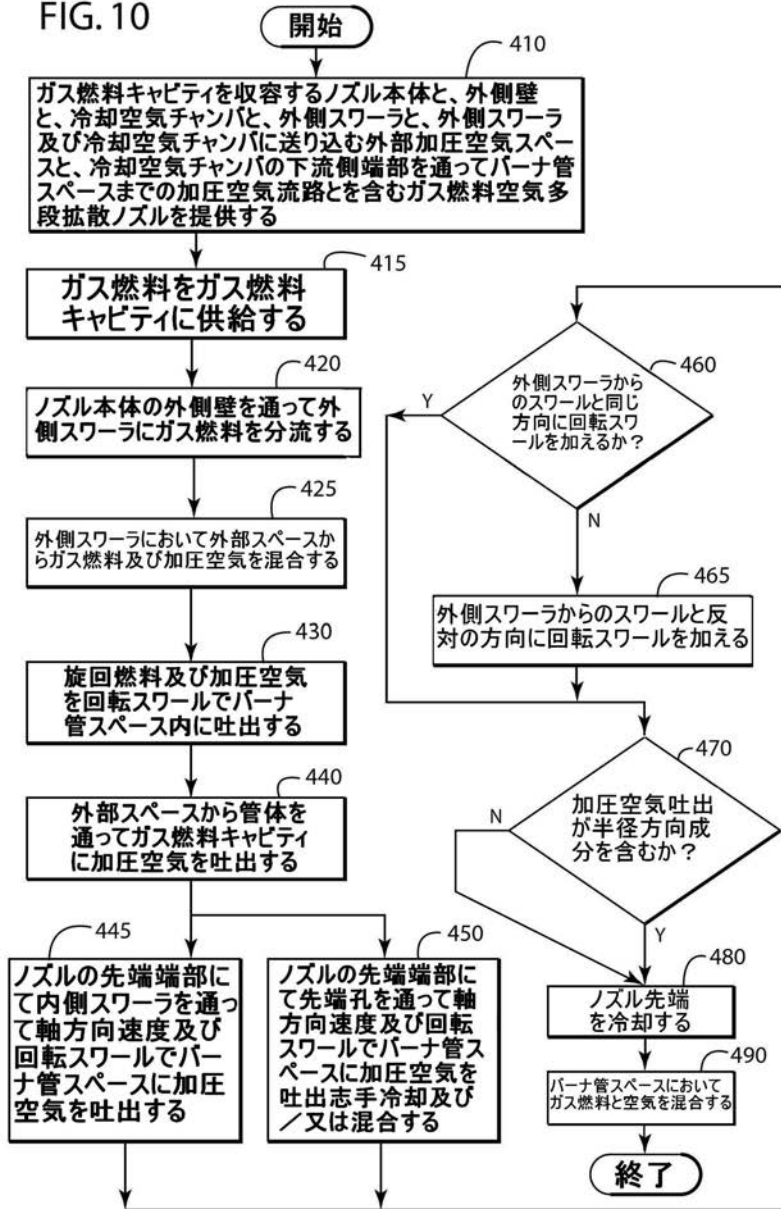 FIG. 10
開始
410
ガス燃料キャビティを収容するノズル本体と、外側壁
と、冷却空気チャンバと、外側スワーラと、外側スワーラ
及び冷却空気チャンバに送り込む外部加圧空気スペ
ースと、冷却空気チャンバの下流側端部を通ってバーナ管
スペースまでの加圧空気流路とを含むガス燃料空気多
段拡散ノズルを提供する
415
ガス燃料をガス燃料
キャビティに供給する
420
ノズル本体の外側壁を通って外
側スワーラにガス燃料を分流する
425
外側スワーラにおいて外部スペースか
らガス燃料及び加圧空気を混合する
430
旋回燃料及び加圧空気
を回転スワールでバーナ
管スペース内に吐出する
440
外部スペースから管体を
通ってガス燃料キャビティ
に加圧空気を吐出する
445
ノズルの先端端部に
て内側スワーラを通っ
て軸方向速度及び
回転スワールでバー
ナ管スペースに加圧
空気を吐出する
450
ノズルの先端端部に
て先端孔を通って軸
方向速度及び回転
スワールでバーナ管ス
ペースに加圧空気を
吐出志手冷却及び
／又は混合する
460
外側スワーラから
のスワールと同じ
方向に回転スワ
ールを加えるか？
Y
N
465
外側スワーラからのスワールと反
対の方向に回転スワールを加える
470
加圧空気吐出
が半径方向成
分を含むか？
N
Y
480
ノズル先端
を冷却する
490
バーナ管スペースにおいて
ガス燃料と空気を混合する
終了